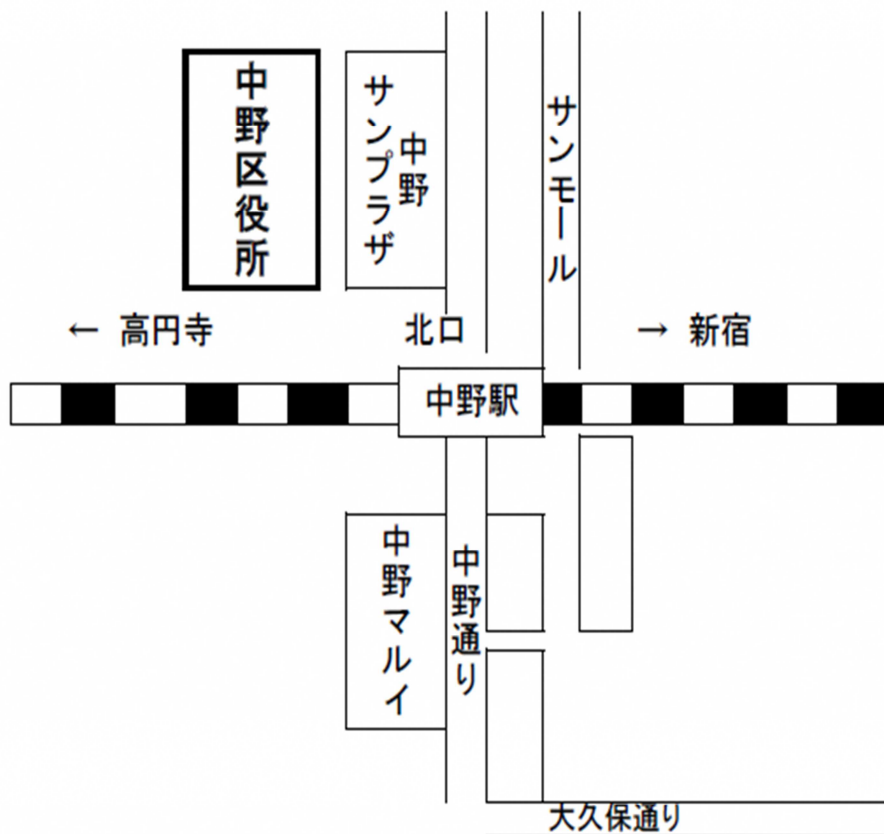 中野区役所
中野
サンプラザ
サンモール
← 高円寺
北口
→ 新宿
中野駅
中野マルイ
中野通り
大久保通り